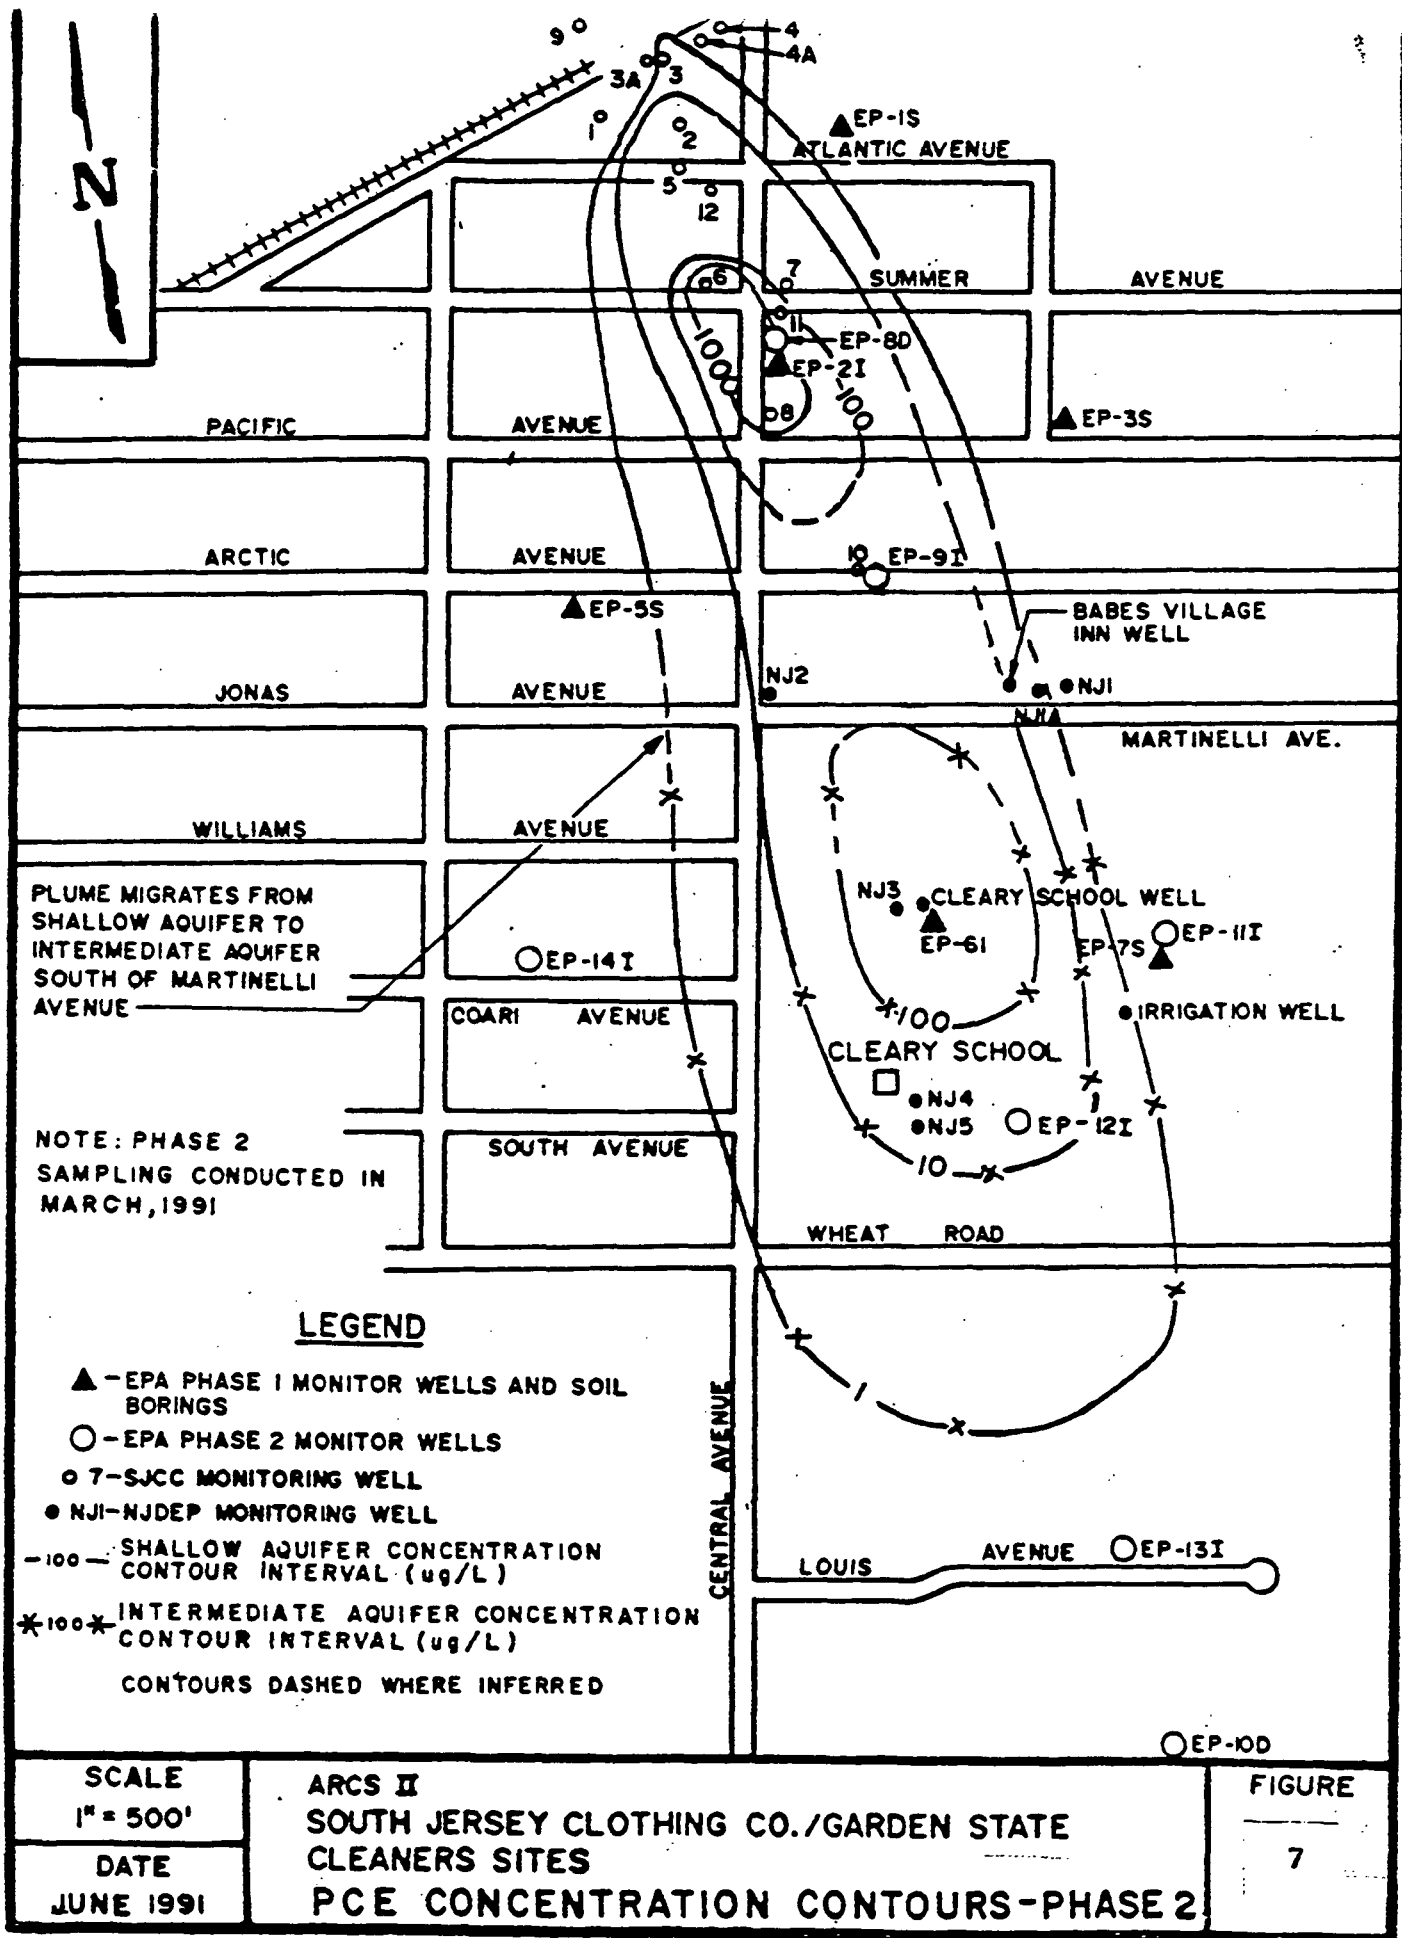 9
4
4A
3A
3
1
2
EP-1S
ATLANTIC AVENUE
N
5
12
6
7
SUMMER AVENUE
11
EP-8D
100
EP-2I
100
8
EP-3S
PACIFIC AVENUE
ARCTIC AVENUE
10
EP-9I
EP-5S
BABES VILLAGE
INN WELL
NJ2
NJ1
JONAS AVENUE
NJ1A
MARTINELLI AVE.
WILLIAMS AVENUE
PLUME MIGRATES FROM
SHALLOW AQUIFER TO
INTERMEDIATE AQUIFER
SOUTH OF MARTINELLI
AVENUE
NJ3
CLEARY SCHOOL WELL
EP-6I
EP-7S
EP-11I
EP-14I
IRRIGATION WELL
COARI AVENUE
100
CLEARY SCHOOL
NJ4
NJ5
EP-12I
1
NOTE: PHASE 2
SAMPLING CONDUCTED IN
MARCH, 1991
SOUTH AVENUE
10
WHEAT ROAD
1
LEGEND
▲ - EPA PHASE 1 MONITOR WELLS AND SOIL
BORINGS
○ - EPA PHASE 2 MONITOR WELLS
○ 7-SJCC MONITORING WELL
● NJ1-NJDEP MONITORING WELL
-100- SHALLOW AQUIFER CONCENTRATION
CONTOUR INTERVAL (ug/L)
*100* INTERMEDIATE AQUIFER CONCENTRATION
CONTOUR INTERVAL (ug/L)
CONTOURS DASHED WHERE INFERRED
CENTRAL AVENUE
LOUIS AVENUE
EP-13I
EP-10D
SCALE
1" = 500'
DATE
JUNE 1991
ARCS II
SOUTH JERSEY CLOTHING CO./GARDEN STATE
CLEANERS SITES
PCE CONCENTRATION CONTOURS-PHASE 2
FIGURE
7